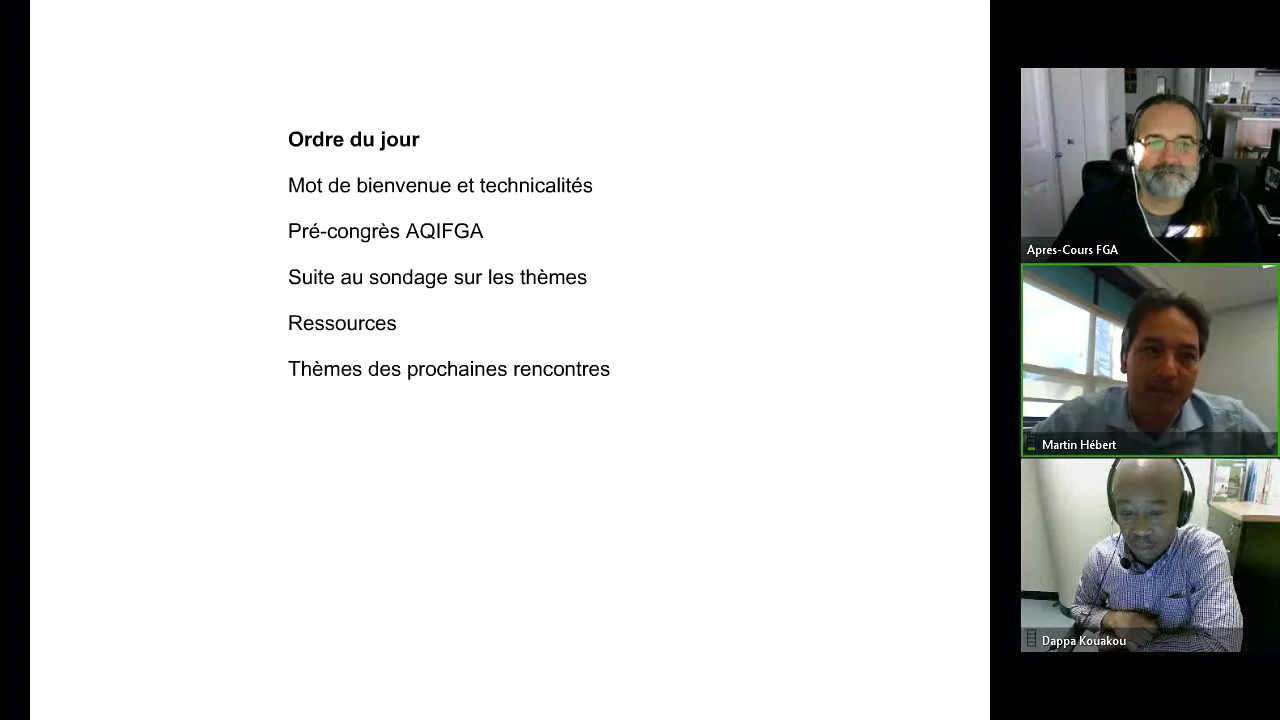 Ordre du jour
Mot de bienvenue et technicalités
Pré-congrès AQIFGA
Suite au sondage sur les thèmes
Ressources
Thèmes des prochaines rencontres
Apres-Cours FGA
Martin Hébert
Dappa Kouakou